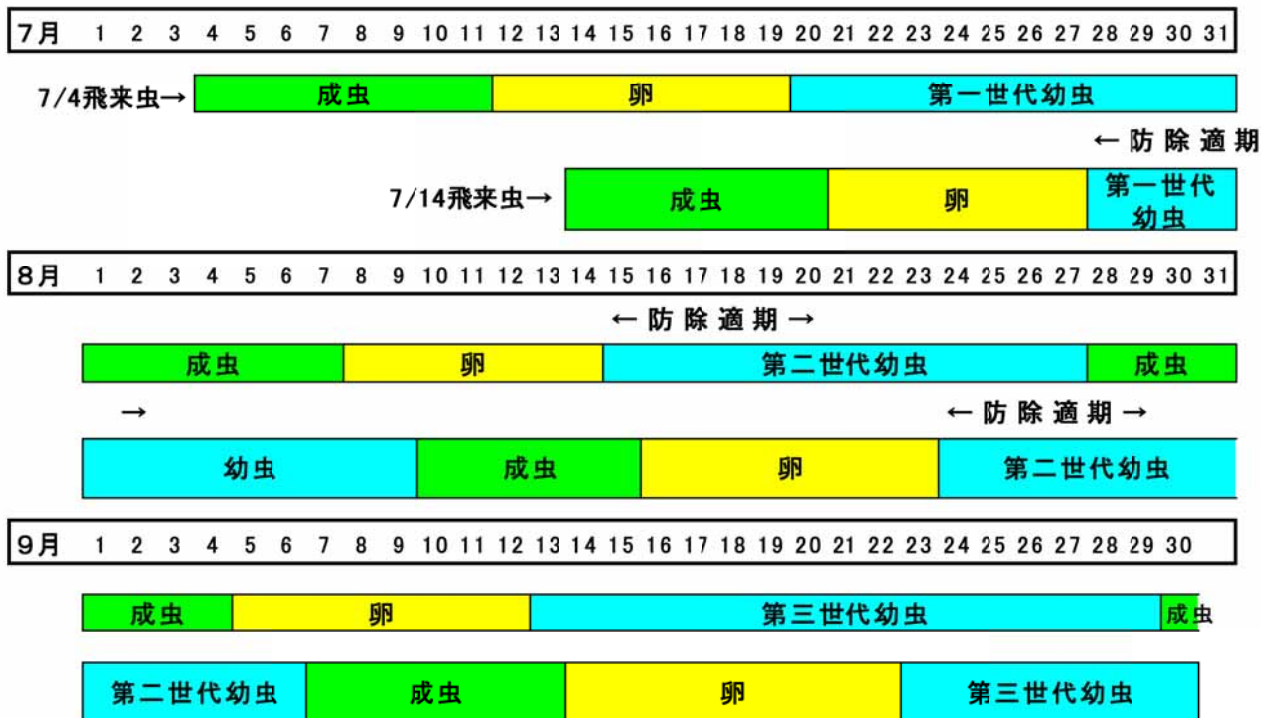 7月 1 2 3 4 5 6 7 8 9 10 11 12 13 14 15 16 17 18 19 20 21 22 23 24 25 26 27 28 29 30 31
7/4飛来虫→ 成虫 卵 第一世代幼虫
←防除適期
7/14飛来虫→ 成虫 卵 第一世代
幼虫
8月 1 2 3 4 5 6 7 8 9 10 11 12 13 14 15 16 17 18 19 20 21 22 23 24 25 26 27 28 29 30 31
←防除適期→
成虫 卵 第二世代幼虫 成虫
→ ←防除適期→
幼虫 成虫 卵 第二世代幼虫
9月 1 2 3 4 5 6 7 8 9 10 11 12 13 14 15 16 17 18 19 20 21 22 23 24 25 26 27 28 29 30
成虫 卵 第三世代幼虫 成虫
第二世代幼虫 成虫 卵 第三世代幼虫